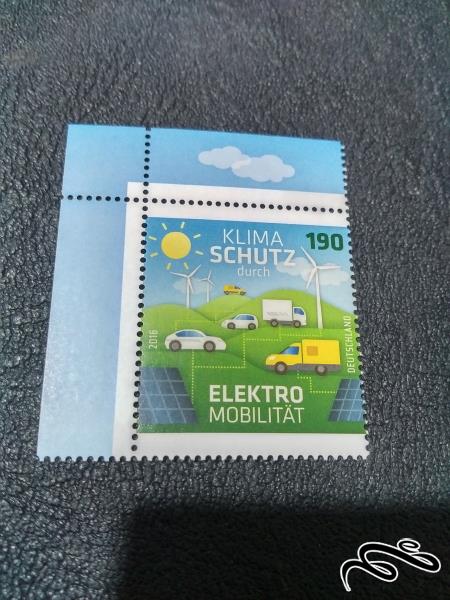 KLIMA
SCHUTZ
durch
190
2016
DEUTSCHLAND
ELEKTRO
MOBILITÄT